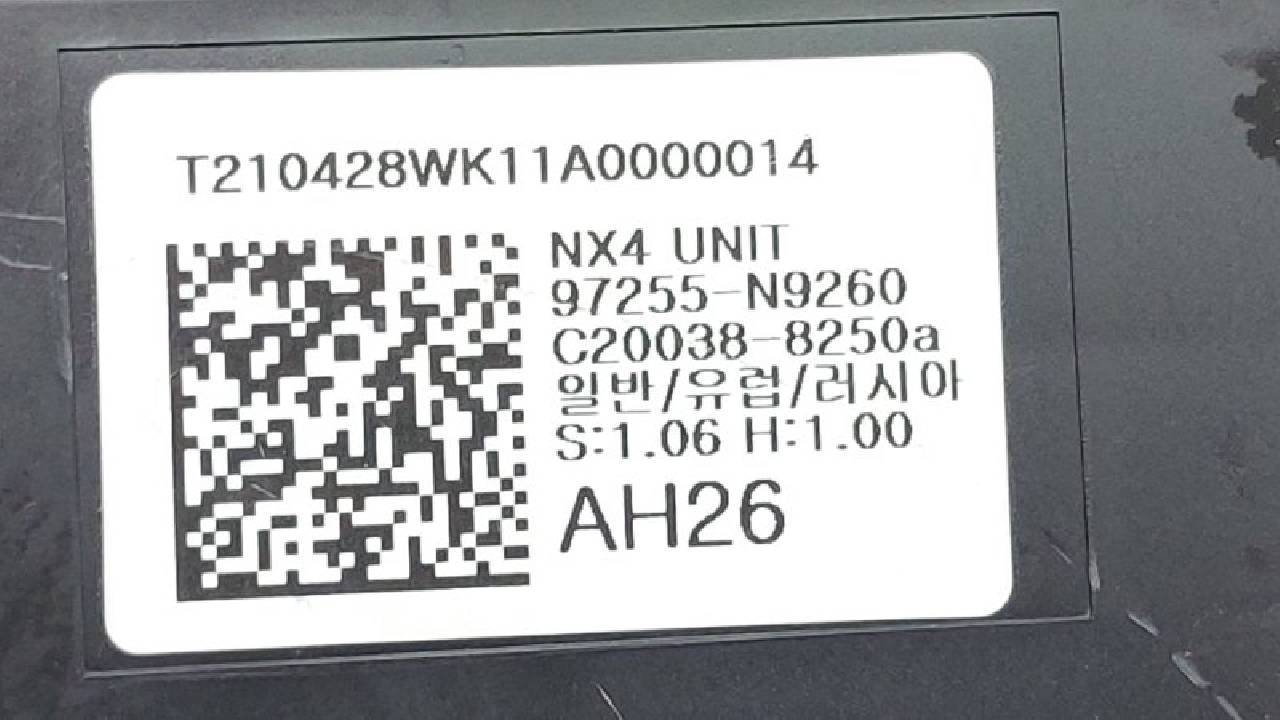 T210428WK11A0000014
NX4 UNIT
97255-N9260
C20038-8250a
일반/유럽/러시아
S:1.06 H:1.00
AH26